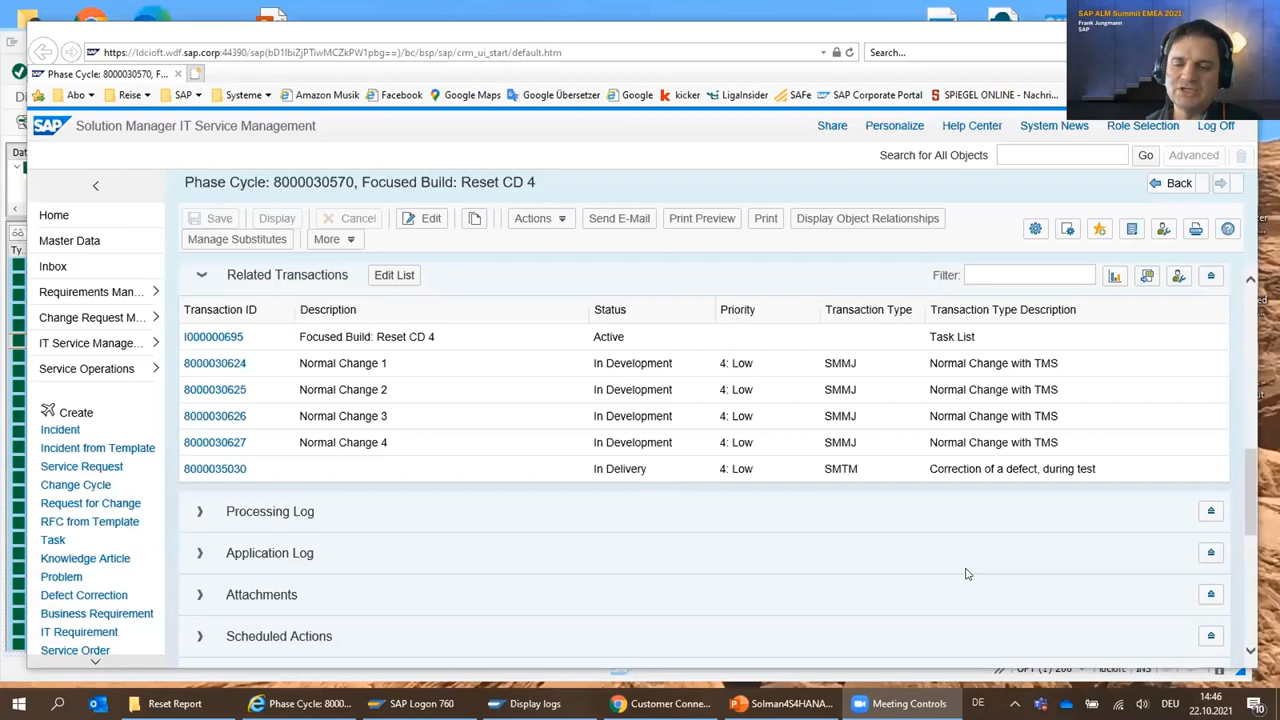 SAP ALM Summit EMEA 2021
Frank Jungmann
SAP
https://ldcioft.wdf.sap.corp:44390/sap(bD1lbiZjPTIwMCZkPW1pbg==)/bc/bsp/sap/crm_ui_start/default.htm
Search...
Phase Cycle: 8000030570, F... ×
Abo Reise SAP Systeme Amazon Musik Facebook Google Maps Google Übersetzer Google kicker LigaInsider SAFe SAP Corporate Portal SPIEGEL ONLINE - Nachri...
SAP Solution Manager IT Service Management
Share Personalize Help Center System News Role Selection Log Off
Search for All Objects Go Advanced
Phase Cycle: 8000030570, Focused Build: Reset CD 4
Back
Save Display Cancel Edit Actions Send E-Mail Print Preview Print Display Object Relationships
Manage Substitutes More
Home
Master Data
Inbox
Requirements Man...
Change Request M...
IT Service Manage...
Service Operations
Create
Incident
Incident from Template
Service Request
Change Cycle
Request for Change
RFC from Template
Task
Knowledge Article
Problem
Defect Correction
Business Requirement
IT Requirement
Service Order
Related Transactions Edit List Filter:
Transaction ID Description Status Priority Transaction Type Transaction Type Description
I000000695 Focused Build: Reset CD 4 Active Task List
8000030624 Normal Change 1 In Development 4: Low SMMJ Normal Change with TMS
8000030625 Normal Change 2 In Development 4: Low SMMJ Normal Change with TMS
8000030626 Normal Change 3 In Development 4: Low SMMJ Normal Change with TMS
8000030627 Normal Change 4 In Development 4: Low SMMJ Normal Change with TMS
8000035030 In Delivery 4: Low SMTM Correction of a defect, during test
Processing Log
Application Log
Attachments
Scheduled Actions
Reset Report Phase Cycle: 8000... SAP Logon 760 Display logs Customer Conne... Solman4S4HANA... Meeting Controls DE DEU
14:46
22.10.2021
10